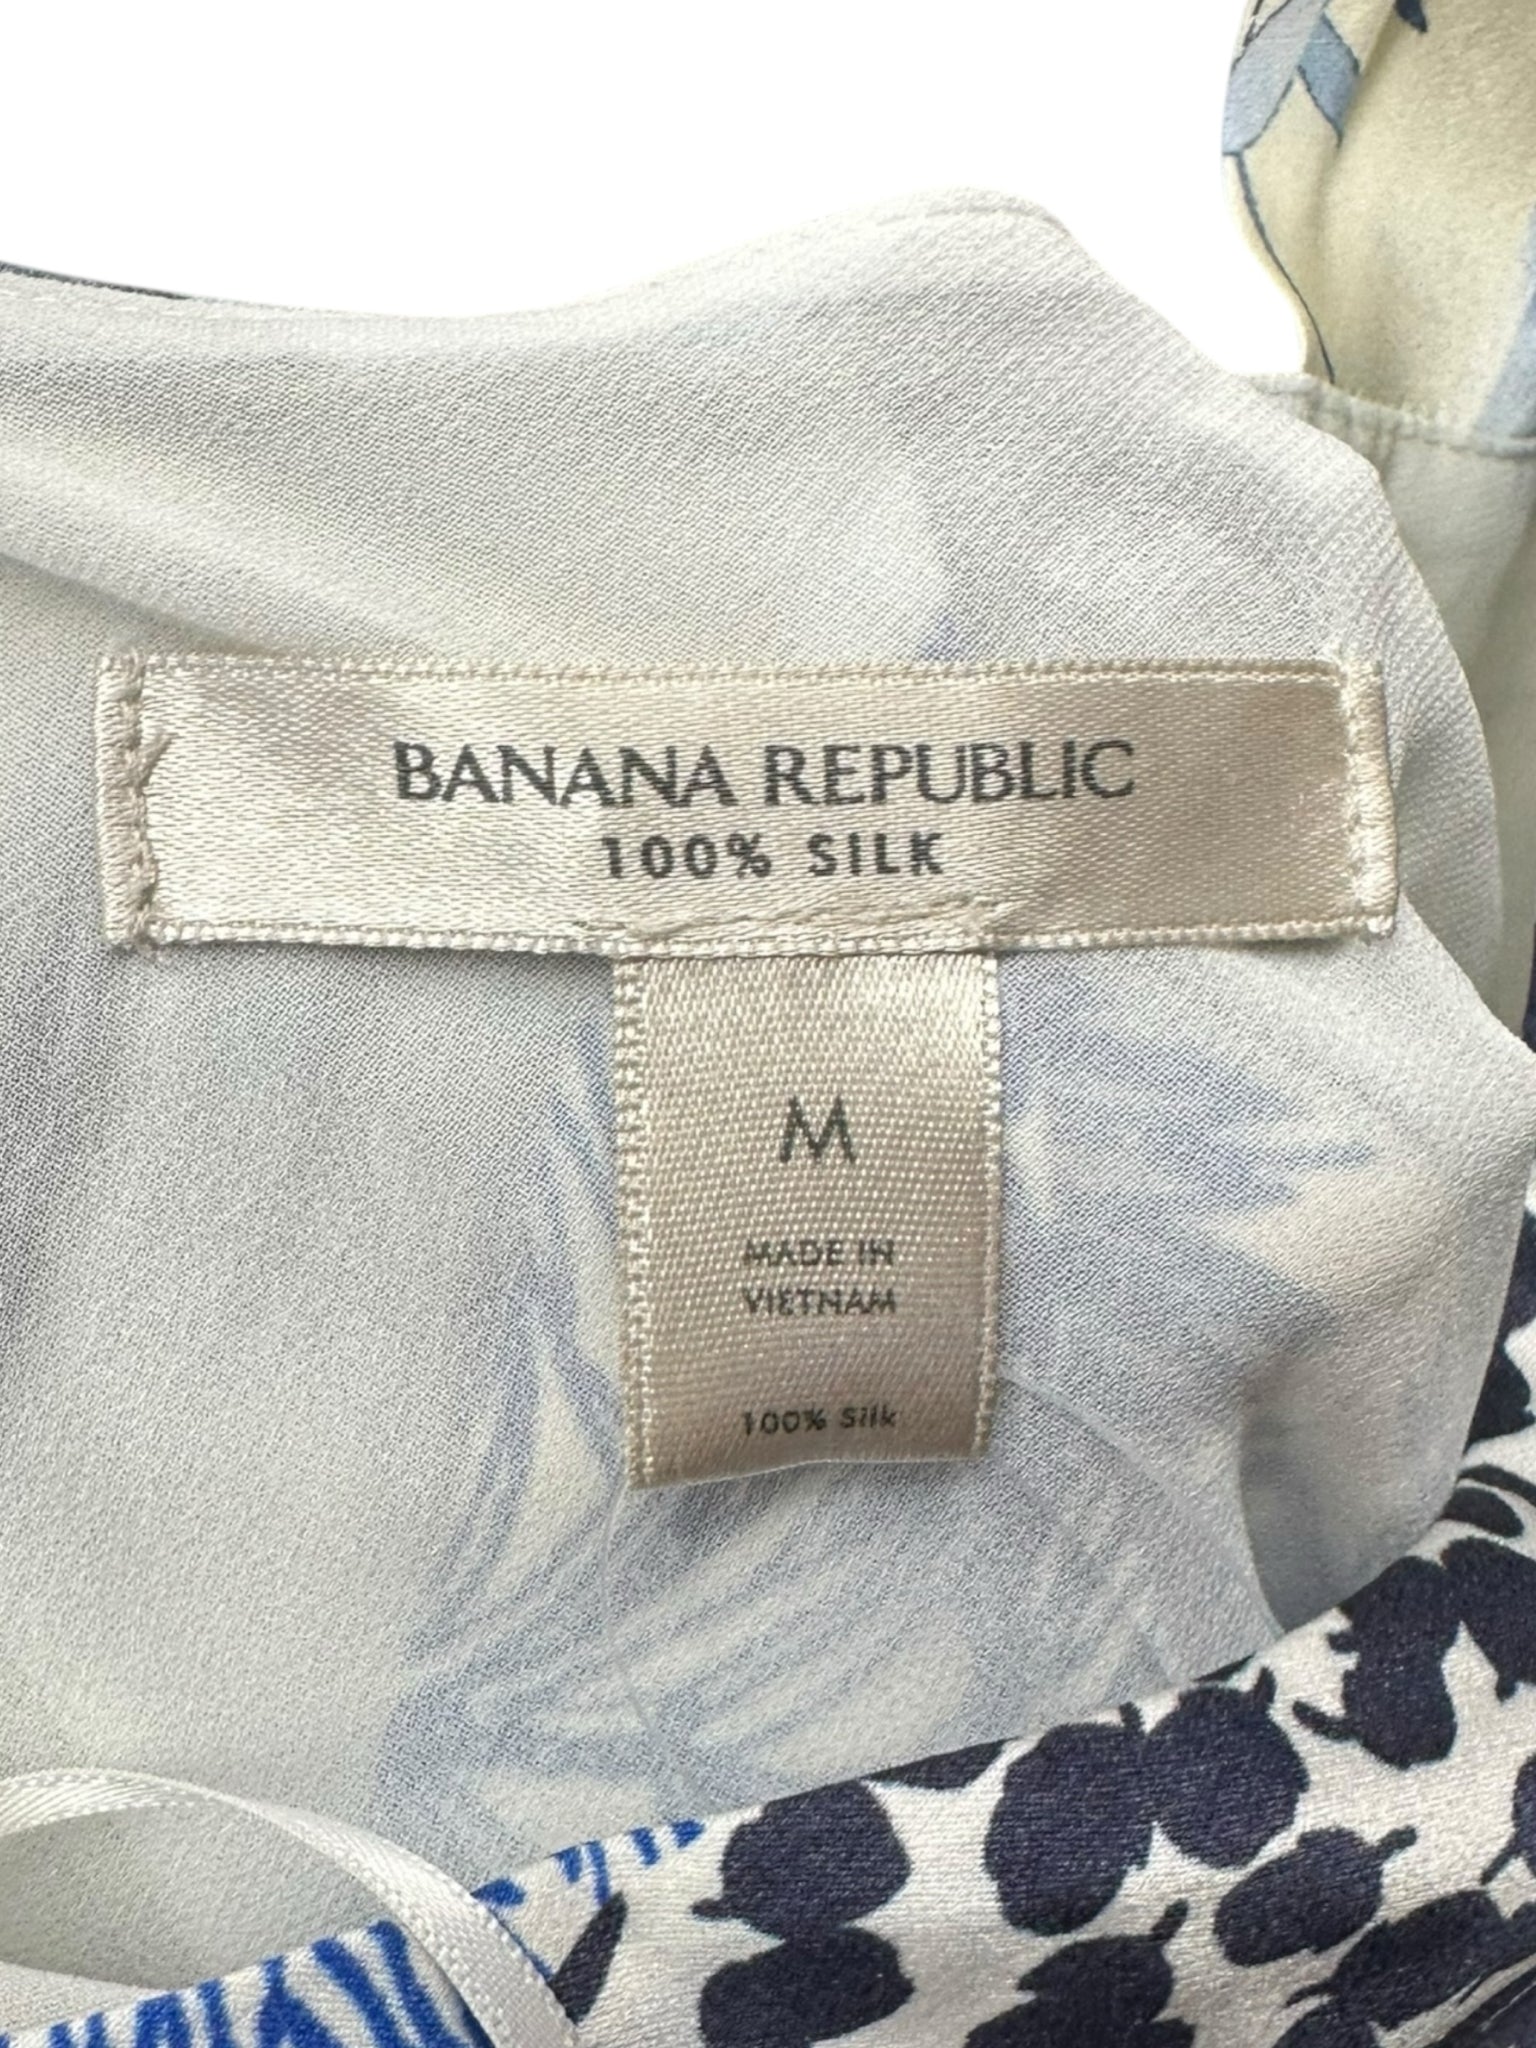 BANANA REPUBLIC
100% SILK
M
MADE IN
VIETNAM
100% Silk